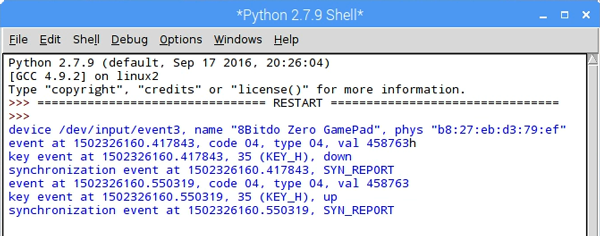 *Python 2.7.9 Shell*
File Edit Shell Debug Options Windows Help
Python 2.7.9 (default, Sep 17 2016, 20:26:04)
[GCC 4.9.2] on linux2
Type "copyright", "credits" or "license()" for more information.
>>> ================================ RESTART ================================
>>>
device /dev/input/event3, name "8Bitdo Zero GamePad", phys "b8:27:eb:d3:79:ef"
event at 1502326160.417843, code 04, type 04, val 458763h
key event at 1502326160.417843, 35 (KEY_H), down
synchronization event at 1502326160.417843, SYN_REPORT
event at 1502326160.550319, code 04, type 04, val 458763
key event at 1502326160.550319, 35 (KEY_H), up
synchronization event at 1502326160.550319, SYN_REPORT